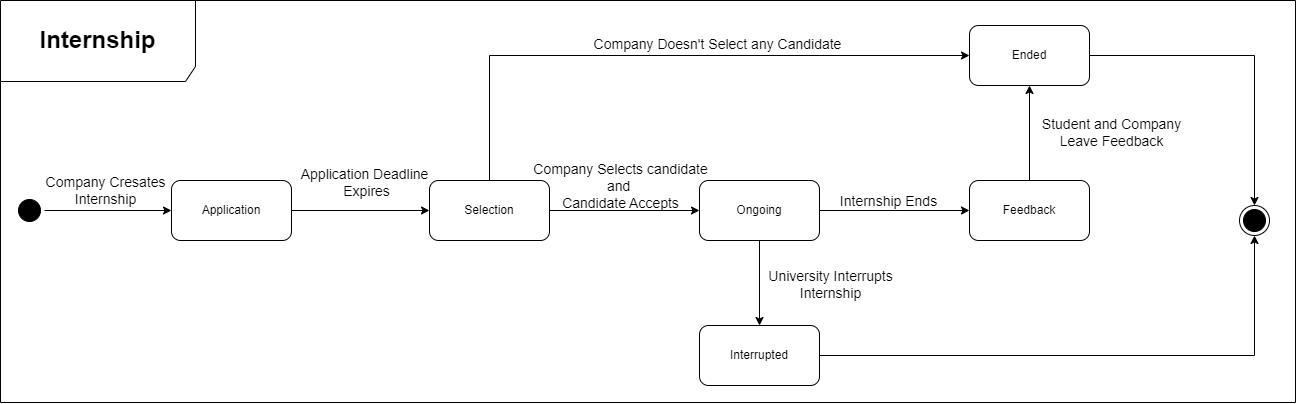 Internship
Company Doesn't Select any Candidate
Ended
Student and Company
Leave Feedback
Company Cresates
Internship
Application
Application Deadline
Expires
Selection
Company Selects candidate
and
Candidate Accepts
Ongoing
Internship Ends
Feedback
University Interrupts
Internship
Interrupted